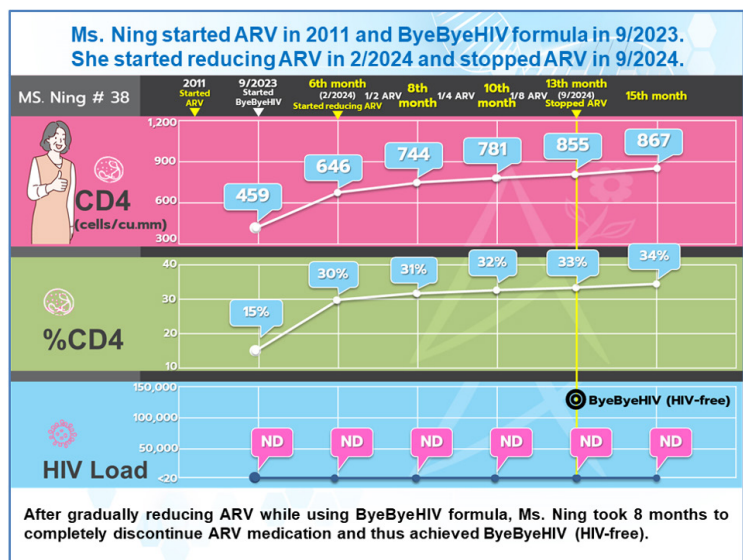 Ms. Ning started ARV in 2011 and ByeByeHIV formula in 9/2023.
She started reducing ARV in 2/2024 and stopped ARV in 9/2024.
MS. Ning # 38
2011
Started
ARV
9/2023
Started
ByeByeHIV
6th month
(2/2024)
Started reducing ARV
1/2 ARV
8th
month
1/4 ARV
10th
month
1/8 ARV
13th month
(9/2024)
Stopped ARV
15th month
CD4
(cells/cu.mm)
1,200
900
600
300
459
646
744
781
855
867
%CD4
40
30
20
10
15%
30%
31%
32%
33%
34%
HIV Load
150,000
100,000
50,000
<20
ByeByeHIV (HIV-free)
ND
ND
ND
ND
ND
ND
After gradually reducing ARV while using ByeByeHIV formula, Ms. Ning took 8 months to
completely discontinue ARV medication and thus achieved ByeByeHIV (HIV-free).